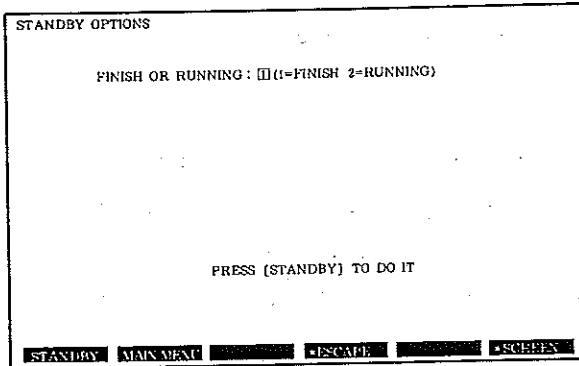 STANDBY OPTIONS
FINISH OR RUNNING : 1 (1=FINISH 2=RUNNING)
PRESS [STANDBY] TO DO IT
STANDBY MAIN MENU *ESCAPE *SCREEN